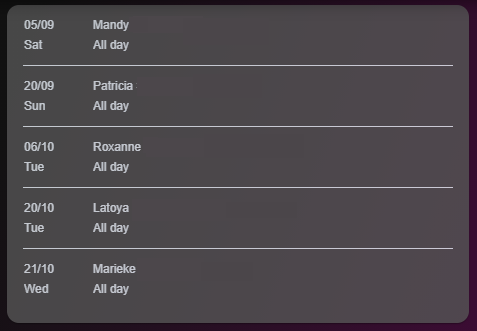 05/09 Mandy
Sat All day
20/09 Patricia
Sun All day
06/10 Roxanne
Tue All day
20/10 Latoya
Tue All day
21/10 Marieke
Wed All day